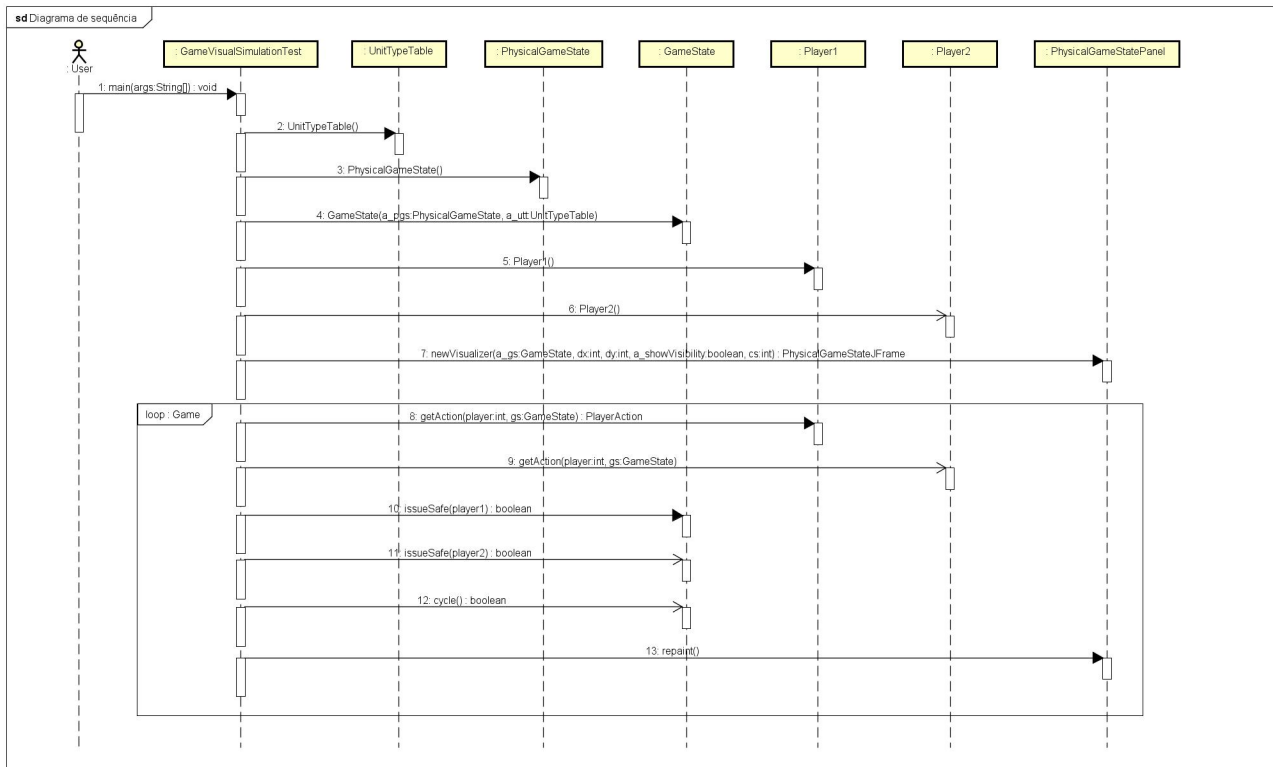 sd Diagrama de sequência
: User
: GameVisualSimulationTest
: UnitTypeTable
: PhysicalGameState
: GameState
: Player1
: Player2
: PhysicalGameStatePanel
1: main(args:String[]) : void
2: UnitTypeTable()
3: PhysicalGameState()
4: GameState(a_pgs:PhysicalGameState, a_utt:UnitTypeTable)
5: Player1()
6: Player2()
7: newVisualizer(a_gs:GameState, dx:int, dy:int, a_showVisibility:boolean, cs:int) : PhysicalGameStateJFrame
loop : Game
8: getAction(player:int, gs:GameState) : PlayerAction
9: getAction(player:int, gs:GameState)
10: issueSafe(player1) : boolean
11: issueSafe(player2) : boolean
12: cycle() : boolean
13: repaint()